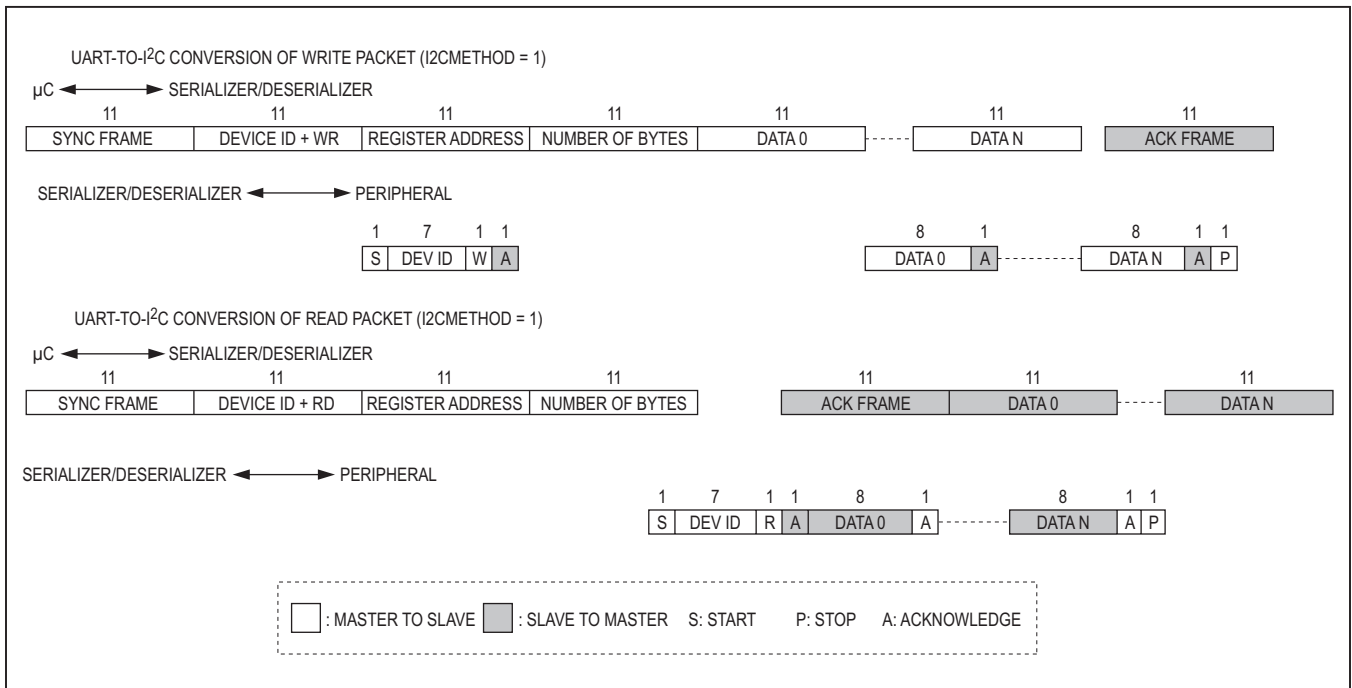 UART-TO-I2C CONVERSION OF WRITE PACKET (I2CMETHOD = 1)
µC SERIALIZER/DESERIALIZER
11 11 11 11 11 11 11
SYNC FRAME DEVICE ID + WR REGISTER ADDRESS NUMBER OF BYTES DATA 0 DATA N ACK FRAME
SERIALIZER/DESERIALIZER PERIPHERAL
1 7 1 1 8 1 8 1 1
S DEV ID W A DATA 0 A DATA N A P
UART-TO-I2C CONVERSION OF READ PACKET (I2CMETHOD = 1)
µC SERIALIZER/DESERIALIZER
11 11 11 11 11 11 11
SYNC FRAME DEVICE ID + RD REGISTER ADDRESS NUMBER OF BYTES ACK FRAME DATA 0 DATA N
SERIALIZER/DESERIALIZER PERIPHERAL
1 7 1 1 8 1 8 1 1
S DEV ID R A DATA 0 A DATA N A P
: MASTER TO SLAVE : SLAVE TO MASTER S: START P: STOP A: ACKNOWLEDGE